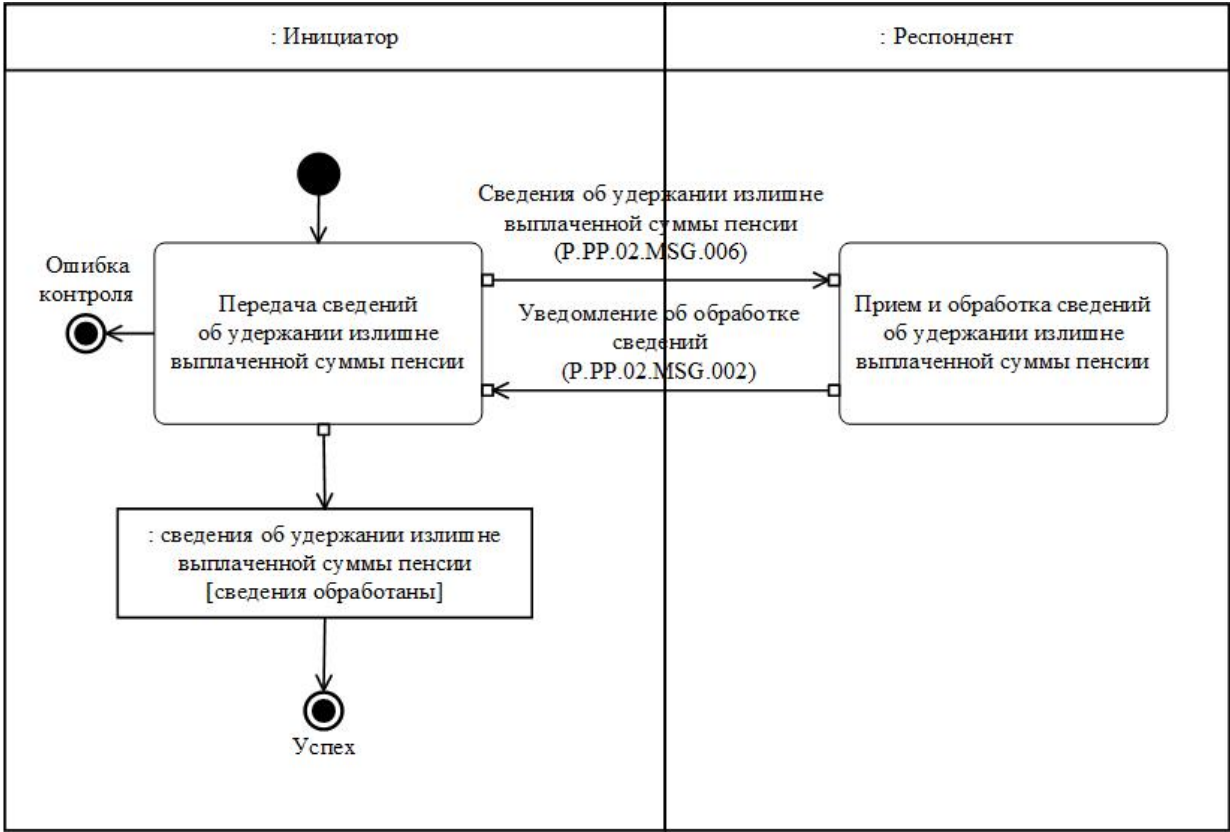 : Инициатор
: Респондент
Сведения об удержании излишне
выплаченной суммы пенсии
(P.PP.02.MSG.006)
Ошибка
контроля
Передача сведений
об удержании излишне
выплаченной суммы пенсии
Уведомление об обработке
сведений
(P.PP.02.MSG.002)
Прием и обработка сведений
об удержании излишне
выплаченной суммы пенсии
: сведения об удержании излишне
выплаченной суммы пенсии
[сведения обработаны]
Успех